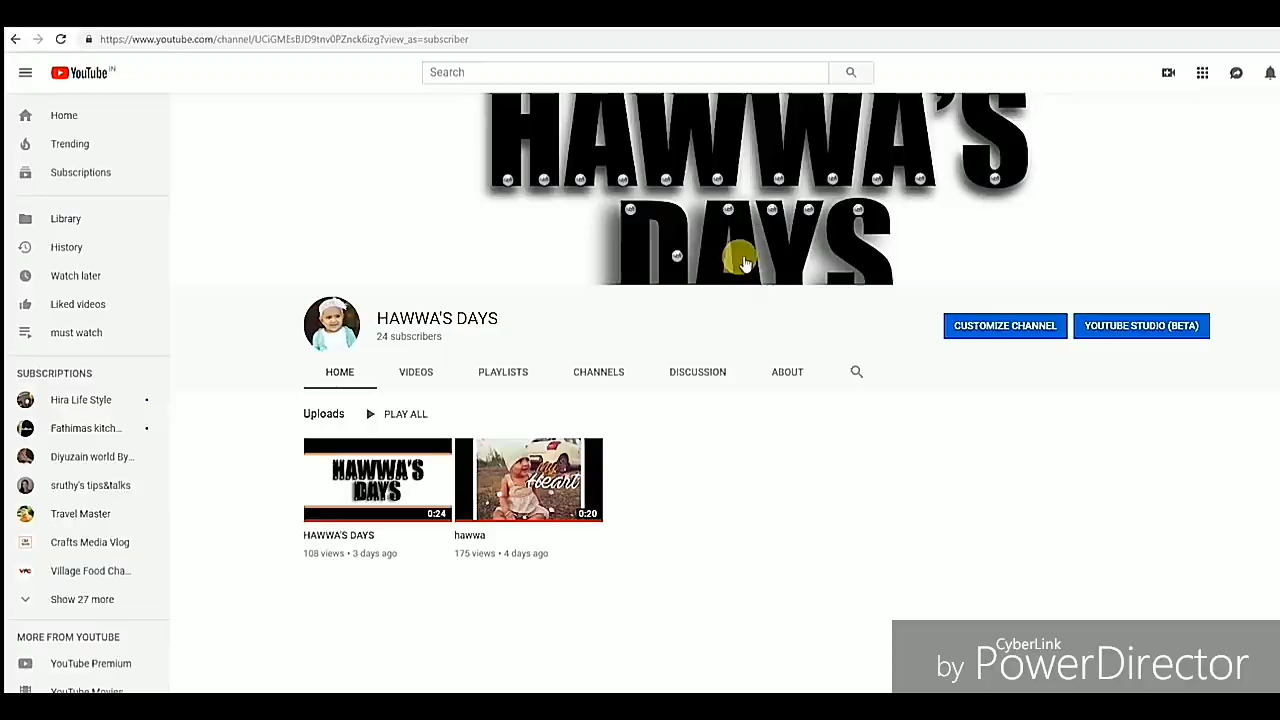 https://www.youtube.com/channel/UCiGMEsBJD9tnv0PZnck6izg?view_as=subscriber
YouTube IN
Search
Home
Trending
Subscriptions
Library
History
Watch later
Liked videos
must watch
SUBSCRIPTIONS
Hira Life Style
Fathimas kitch...
Diyuzain world By...
sruthy's tips&talks
Travel Master
Crafts Media Vlog
Village Food Cha...
Show 27 more
MORE FROM YOUTUBE
YouTube Premium
YouTube Movies
HAWWA'S
DAYS
HAWWA'S DAYS
24 subscribers
CUSTOMIZE CHANNEL
YOUTUBE STUDIO (BETA)
HOME
VIDEOS
PLAYLISTS
CHANNELS
DISCUSSION
ABOUT
Uploads
PLAY ALL
HAWWA'S
DAYS
0:24
HAWWA'S DAYS
108 views • 3 days ago
Heart
0:20
hawwa
175 views • 4 days ago
CyberLink
by PowerDirector